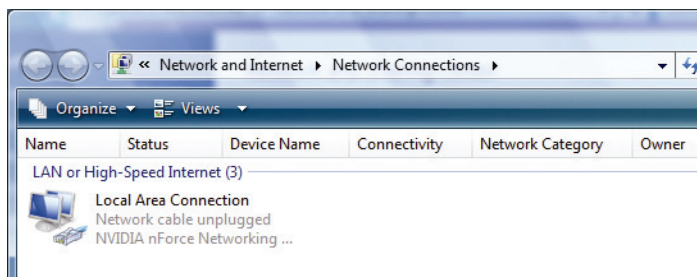 « Network and Internet ▸ Network Connections ▸
Organize Views
Name Status Device Name Connectivity Network Category Owner
LAN or High-Speed Internet (3)
Local Area Connection
Network cable unplugged
NVIDIA nForce Networking ...